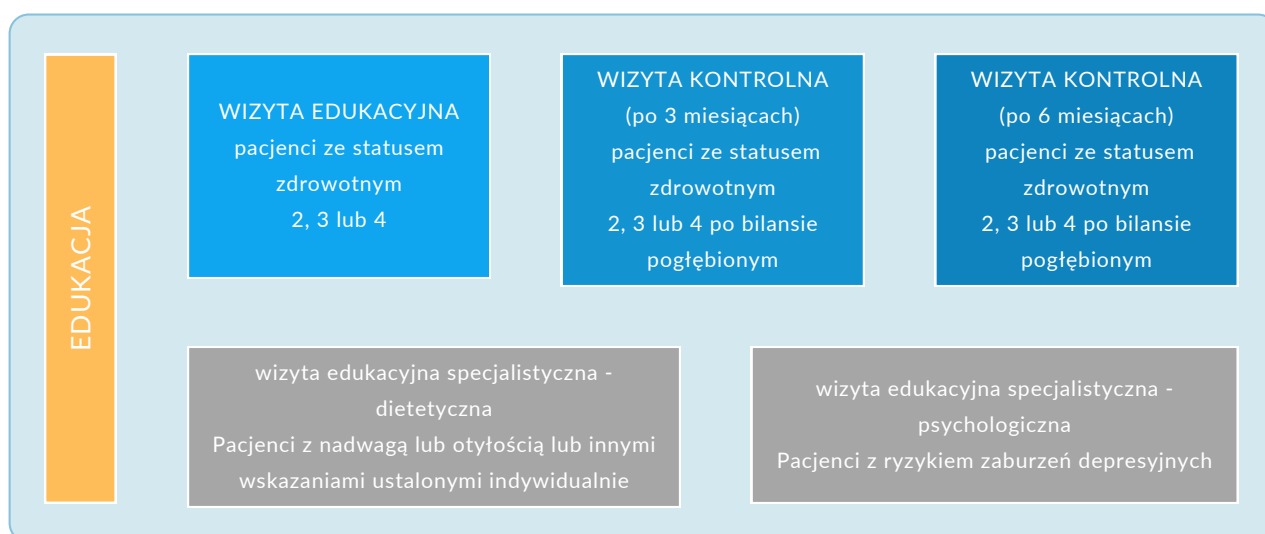 EDUKACJA
WIZYTA EDUKACYJNA
pacjenci ze statusem
zdrowotnym
2, 3 lub 4
WIZYTA KONTROLNA
(po 3 miesiącach)
pacjenci ze statusem
zdrowotnym
2, 3 lub 4 po bilansie
pogłębionym
WIZYTA KONTROLNA
(po 6 miesiącach)
pacjenci ze statusem
zdrowotnym
2, 3 lub 4 po bilansie
pogłębionym
wizyta edukacyjna specjalistyczna -
dietetyczna
Pacjenci z nadwagą lub otyłością lub innymi
wskazaniami ustalonymi indywidualnie
wizyta edukacyjna specjalistyczna -
psychologiczna
Pacjenci z ryzykiem zaburzeń depresyjnych